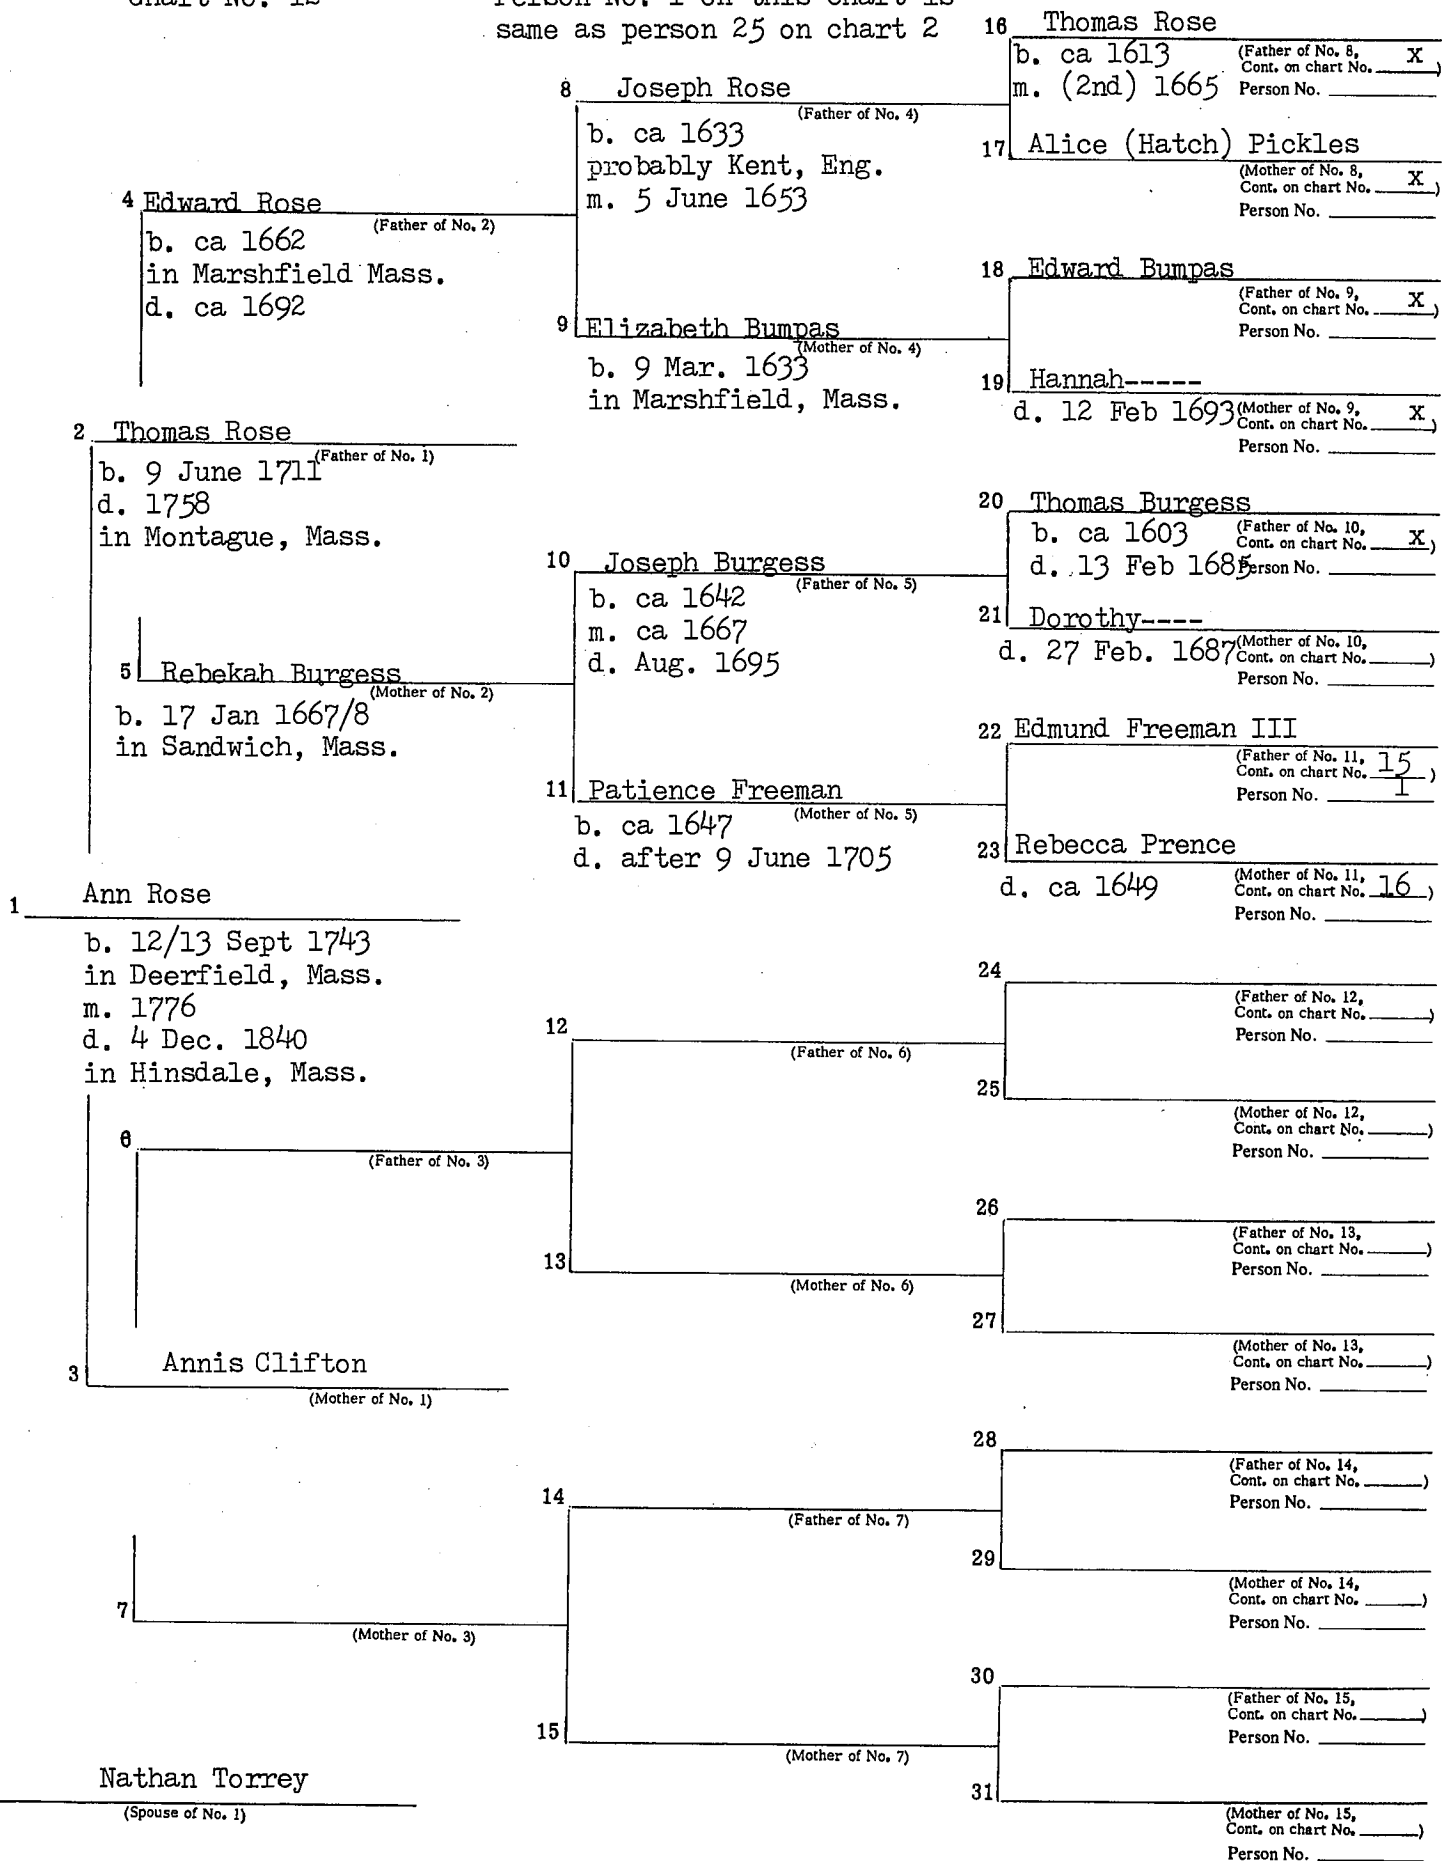 Chart No. 12
Person No. 1 on this chart is
same as person 25 on chart 2
16 Thomas Rose
b. ca 1613
(Father of No. 8,
Cont. on chart No. X)
m. (2nd) 1665
Person No.
8 Joseph Rose
(Father of No. 4)
b. ca 1633
probably Kent, Eng.
m. 5 June 1653
17 Alice (Hatch) Pickles
(Mother of No. 8,
Cont. on chart No. X)
Person No.
4 Edward Rose
(Father of No. 2)
b. ca 1662
in Marshfield Mass.
d. ca 1692
18 Edward Bumpas
(Father of No. 9,
Cont. on chart No. X)
Person No.
9 Elizabeth Bumpas
(Mother of No. 4)
b. 9 Mar. 1633
in Marshfield, Mass.
19 Hannah-----
d. 12 Feb 1693
(Mother of No. 9,
Cont. on chart No. X)
Person No.
2 Thomas Rose
(Father of No. 1)
b. 9 June 1711
d. 1758
in Montague, Mass.
20 Thomas Burgess
b. ca 1603
(Father of No. 10,
Cont. on chart No. X)
d. 13 Feb 1685
Person No.
10 Joseph Burgess
(Father of No. 5)
b. ca 1642
m. ca 1667
d. Aug. 1695
21 Dorothy----
d. 27 Feb. 1687
(Mother of No. 10,
Cont. on chart No. )
Person No.
5 Rebekah Burgess
(Mother of No. 2)
b. 17 Jan 1667/8
in Sandwich, Mass.
22 Edmund Freeman III
(Father of No. 11,
Cont. on chart No. 15)
Person No. 1
11 Patience Freeman
(Mother of No. 5)
b. ca 1647
d. after 9 June 1705
23 Rebecca Prence
d. ca 1649
(Mother of No. 11,
Cont. on chart No. 16)
Person No.
1 Ann Rose
b. 12/13 Sept 1743
in Deerfield, Mass.
m. 1776
d. 4 Dec. 1840
in Hinsdale, Mass.
24
(Father of No. 12,
Cont. on chart No. )
Person No.
12
(Father of No. 6)
25
(Mother of No. 12,
Cont. on chart No. )
Person No.
6
(Father of No. 3)
26
(Father of No. 13,
Cont. on chart No. )
Person No.
13
(Mother of No. 6)
27
(Mother of No. 13,
Cont. on chart No. )
Person No.
3 Annis Clifton
(Mother of No. 1)
28
(Father of No. 14,
Cont. on chart No. )
Person No.
14
(Father of No. 7)
29
(Mother of No. 14,
Cont. on chart No. )
Person No.
7
(Mother of No. 3)
30
(Father of No. 15,
Cont. on chart No. )
Person No.
15
(Mother of No. 7)
31
(Mother of No. 15,
Cont. on chart No. )
Person No.
Nathan Torrey
(Spouse of No. 1)